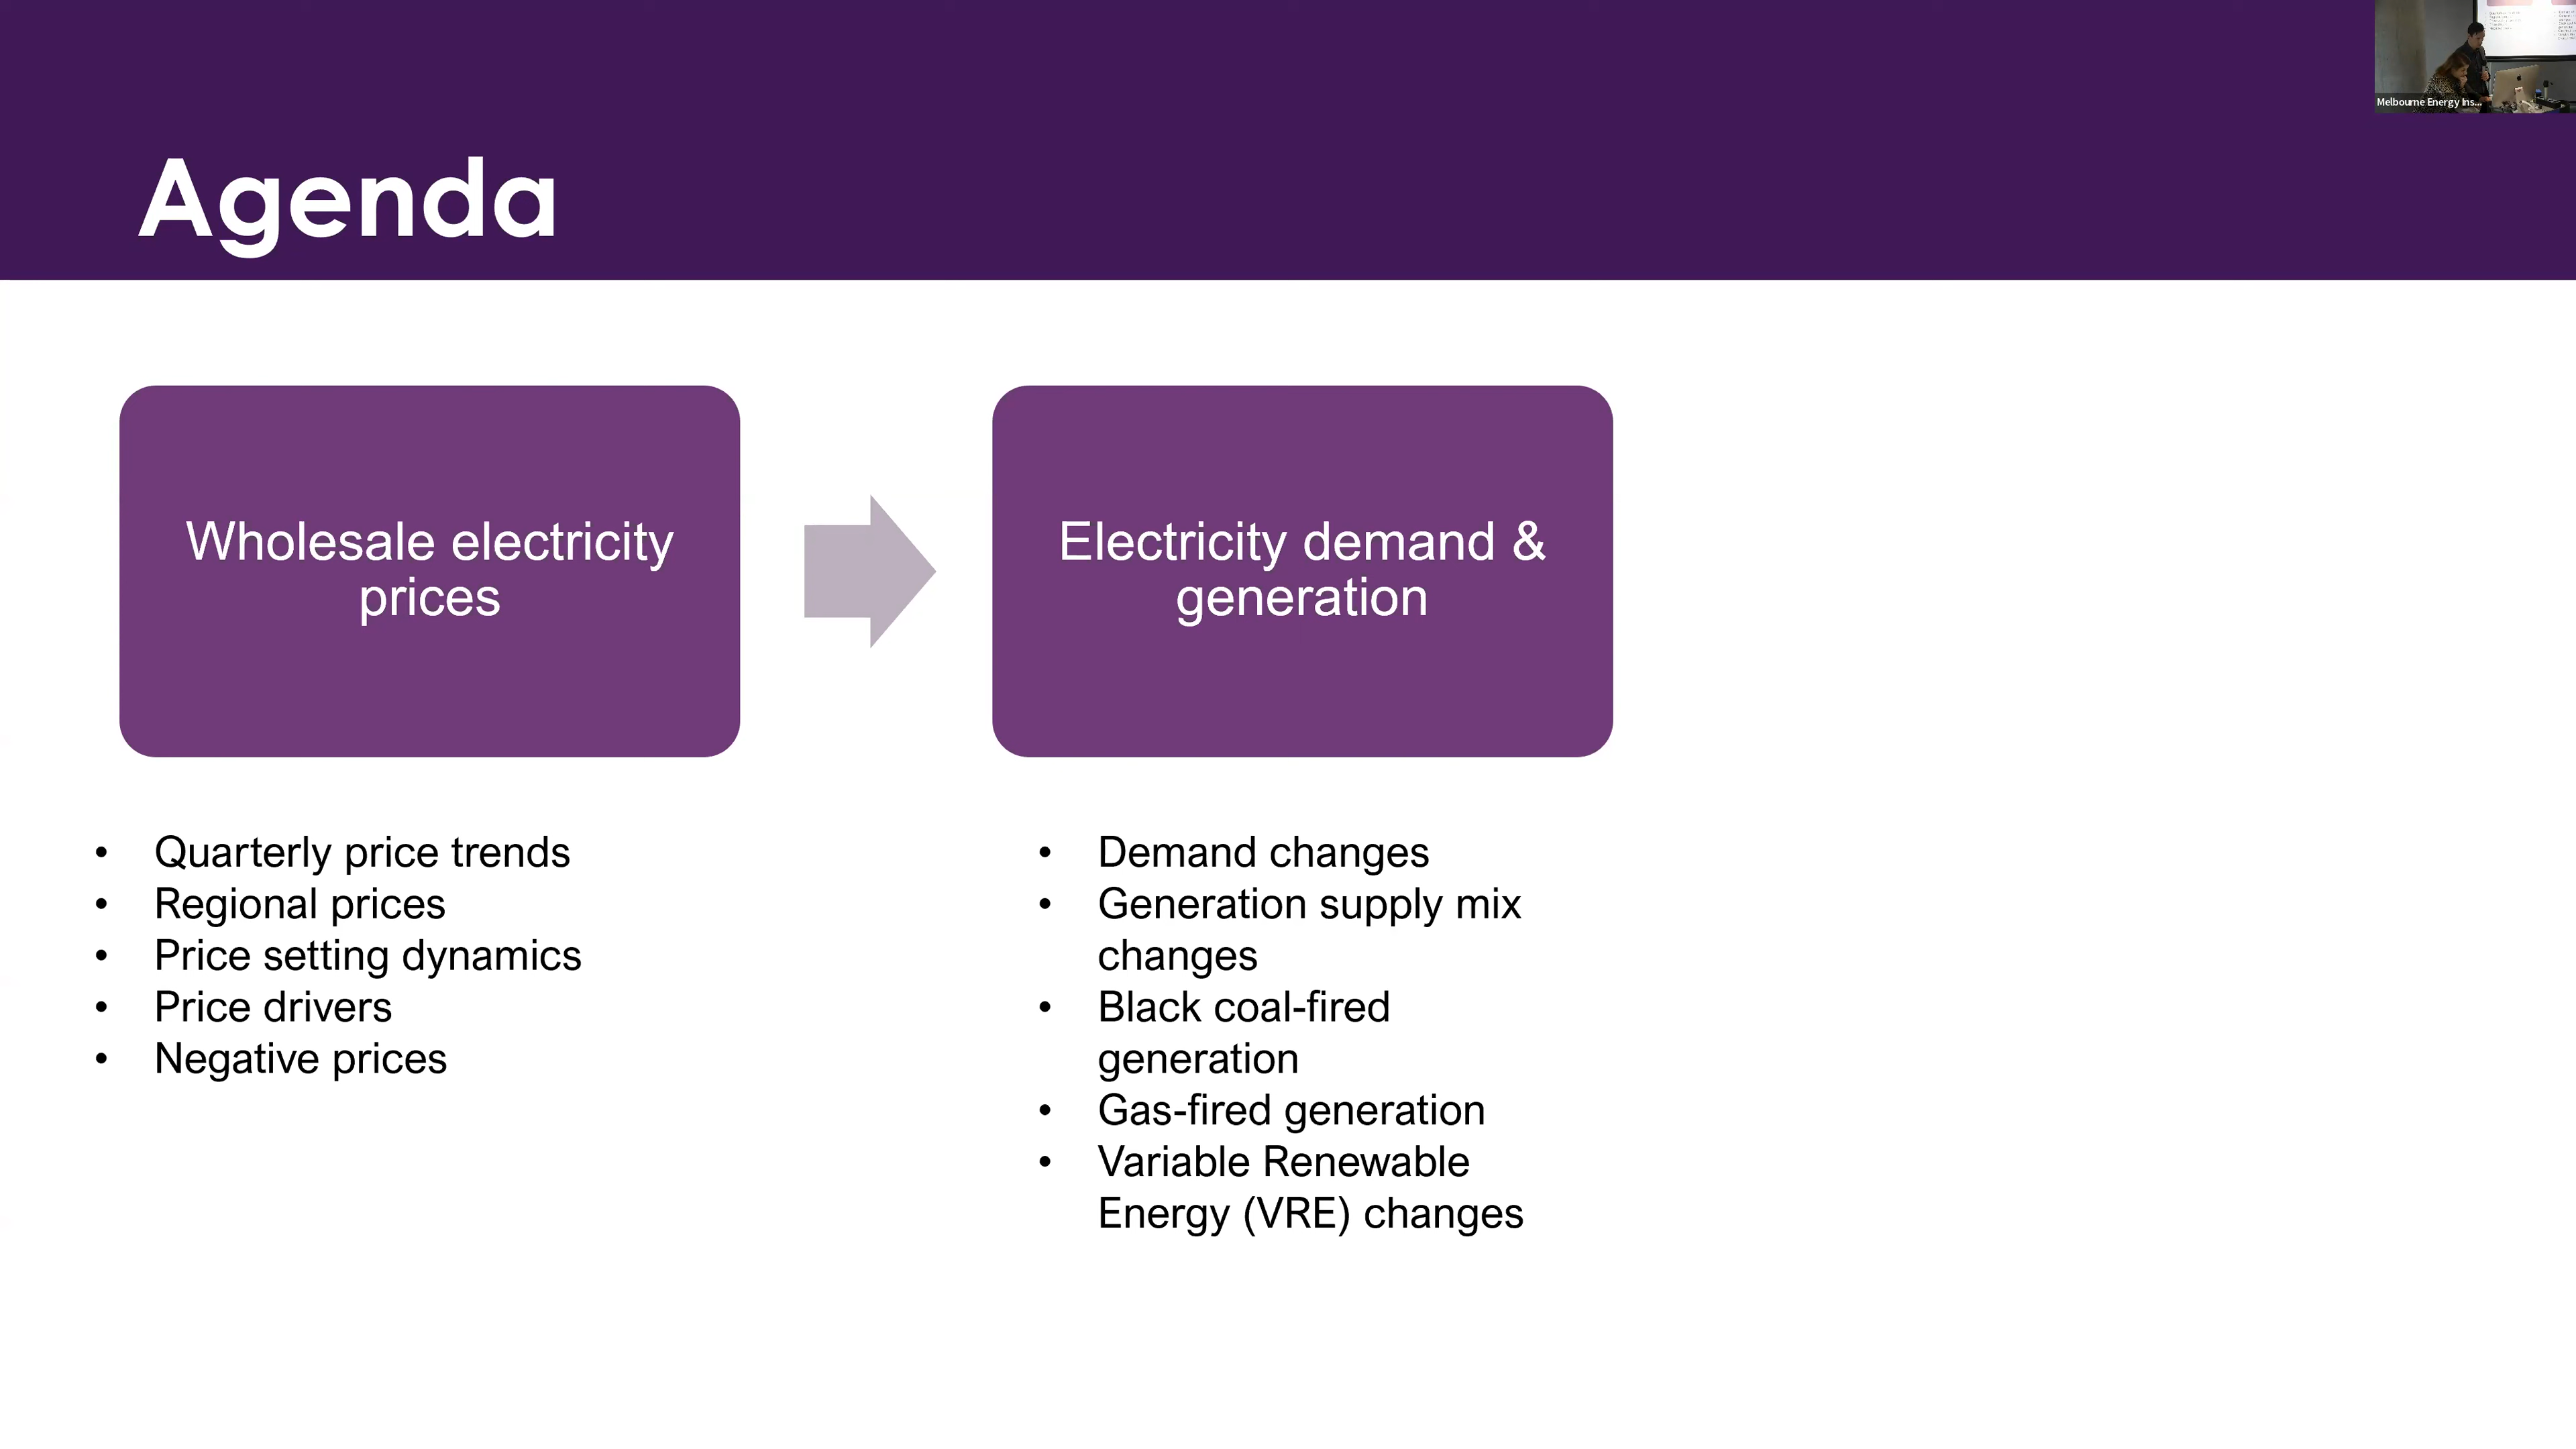 Agenda
Melbourne Energy Ins...
Wholesale electricity
prices
Electricity demand &
generation
• Quarterly price trends
• Regional prices
• Price setting dynamics
• Price drivers
• Negative prices
• Demand changes
• Generation supply mix
changes
• Black coal-fired
generation
• Gas-fired generation
• Variable Renewable
Energy (VRE) changes